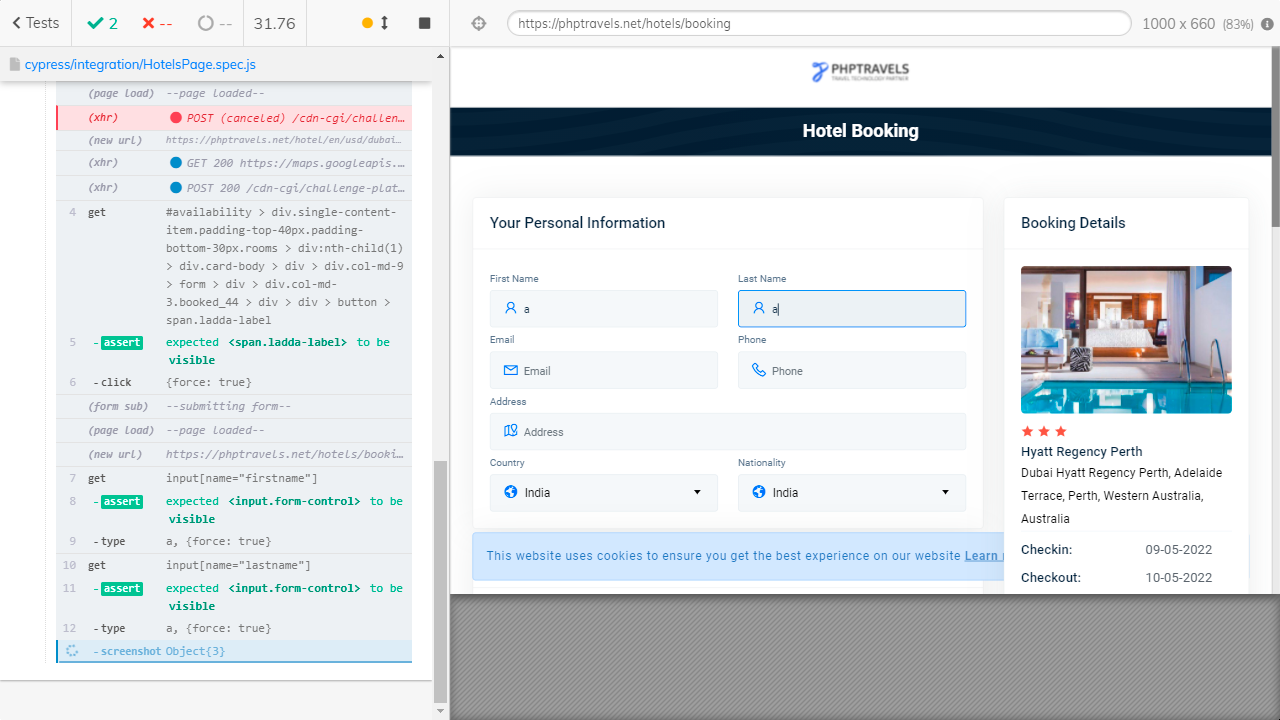 Tests
2
--
--
31.76
https://phptravels.net/hotels/booking
1000 x 660 (83%)
cypress/integration/HotelsPage.spec.js
(page load) --page loaded--
(xhr) POST (canceled) /cdn-cgi/challen…
(new url) https://phptravels.net/hotel/en/usd/dubai…
(xhr) GET 200 https://maps.googleapis.…
(xhr) POST 200 /cdn-cgi/challenge-plat…
4 get #availability > div.single-content-
item.padding-top-40px.padding-
bottom-30px.rooms > div:nth-child(1)
> div.card-body > div > div.col-md-9
> form > div > div.col-md-
3.booked_44 > div > div > button >
span.ladda-label
5 -assert expected <span.ladda-label> to be
visible
6 -click {force: true}
(form sub) --submitting form--
(page load) --page loaded--
(new url) https://phptravels.net/hotels/booki…
7 get input[name="firstname"]
8 -assert expected <input.form-control> to be
visible
9 -type a, {force: true}
10 get input[name="lastname"]
11 -assert expected <input.form-control> to be
visible
12 -type a, {force: true}
-screenshot Object{3}
PHPTRAVELS
TRAVEL TECHNOLOGY PARTNER
Hotel Booking
Your Personal Information
First Name
Last Name
a
a
Email
Phone
Email
Phone
Address
Address
Country
Nationality
India
India
This website uses cookies to ensure you get the best experience on our website Learn
Booking Details
Hyatt Regency Perth
Dubai Hyatt Regency Perth, Adelaide
Terrace, Perth, Western Australia,
Australia
Checkin: 09-05-2022
Checkout: 10-05-2022